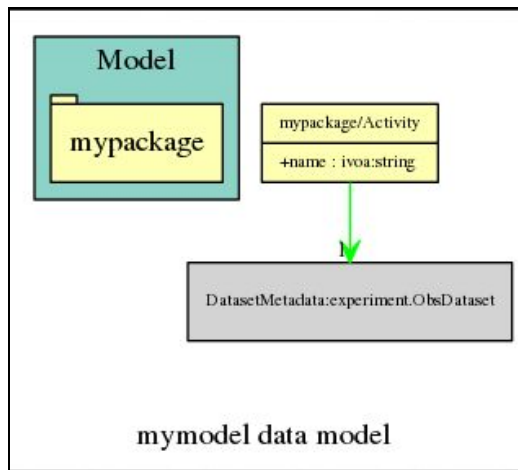 Model
mypackage
mypackage/Activity
+name : ivoa:string
1
DatasetMetadata:experiment.ObsDataset
mymodel data model